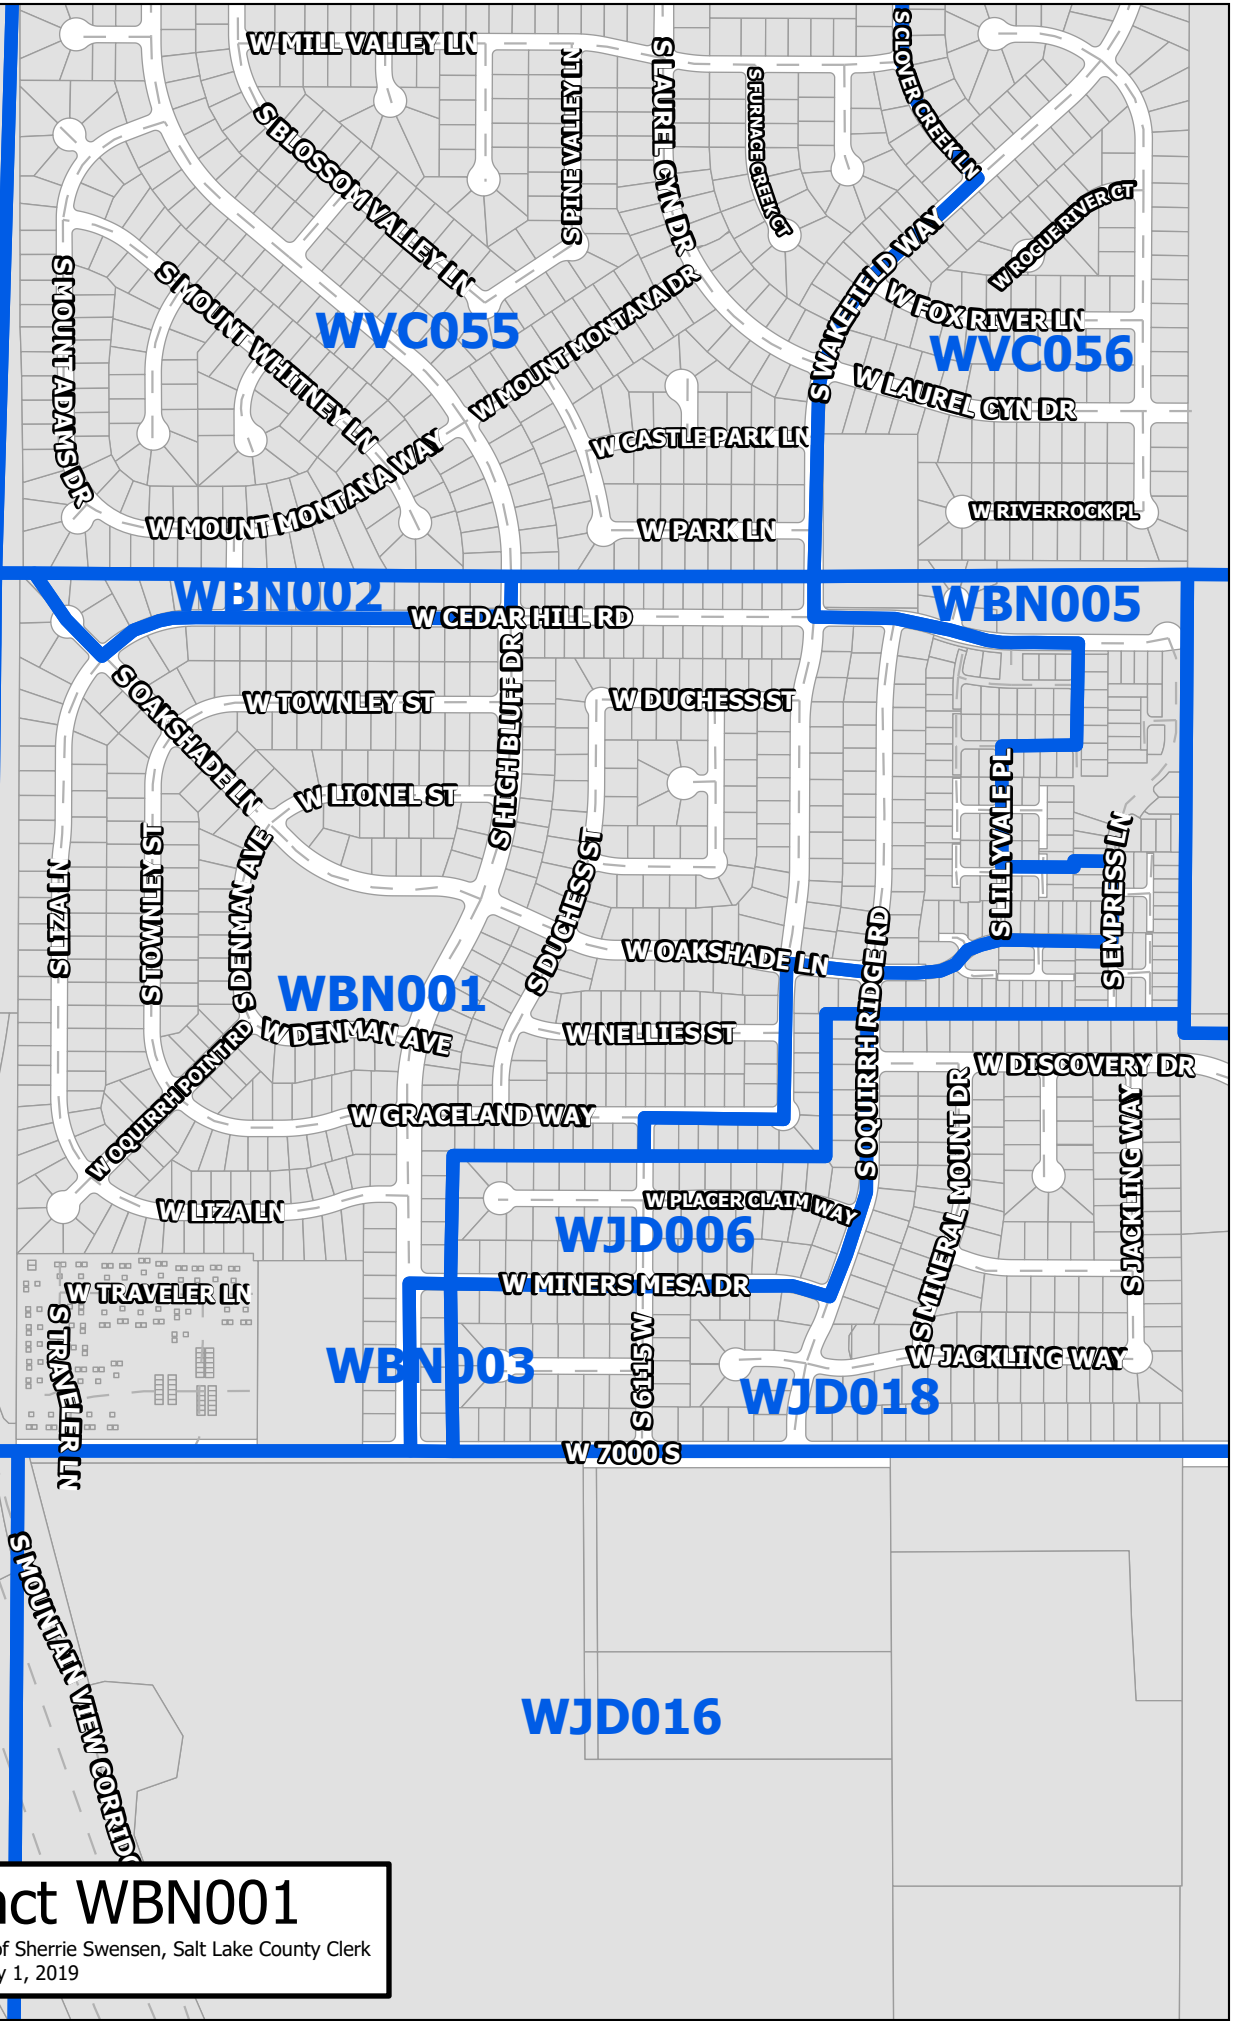 W MILL VALLEY LN
S CLOVER CREEK LN
S LAUREL CYN DR
S PINE VALLEY LN
S FURNACE CREEK CT
S BLOSSOM VALLEY LN
W ROGUE RIVER CT
S WAKEFIELD WAY
S MOUNT ADAMS DR
S MOUNT WHITNEY LN
W MOUNT MONTANA DR
W FOX RIVER LN
WVC055
WVC056
W LAUREL CYN DR
W CASTLE PARK LN
W MOUNT MONTANA WAY
W PARK LN
W RIVERROCK PL
WBN002
WBN005
W CEDAR HILL RD
S OAKSHADE LN
W TOWNLEY ST
S HIGH BLUFF DR
W DUCHESS ST
W LIONEL ST
S LILLYVALE PL
S LIZA LN
S TOWNLEY ST
S DENMAN AVE
S DUCHESS ST
S EMPRESS LN
W OAKSHADE LN
S OQUIRRH RIDGE RD
WBN001
W DENMAN AVE
W NELLIES ST
W OQUIRRH POINT RD
W DISCOVERY DR
S MINERAL MOUNT DR
S JACKLING WAY
W GRACELAND WAY
W LIZA LN
W PLACER CLAIM WAY
WJD006
W TRAVELER LN
W MINERS MESA DR
S TRAVELER LN
WBN003
S 6115 W
W JACKLING WAY
WJD018
W 7000 S
S MOUNTAIN VIEW CORRIDO
WJD016
nct WBN001
of Sherrie Swensen, Salt Lake County Clerk
y 1, 2019